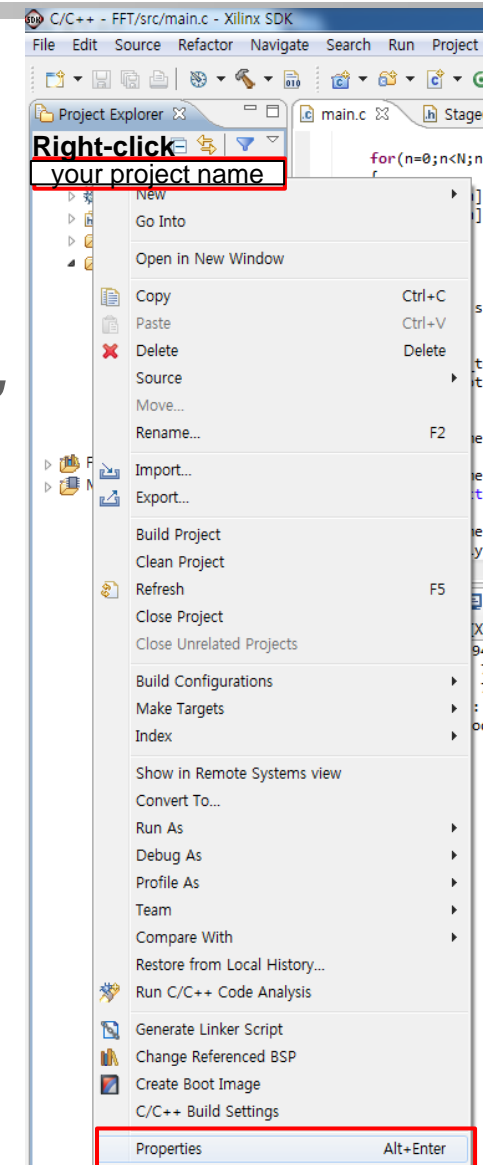 C/C++ - FFT/src/main.c - Xilinx SDK
File Edit Source Refactor Navigate Search Run Project
Project Explorer
main.c
Right-click
your project name
for(n=0;n<N;n
{
New
Go Into
Open in New Window
Copy Ctrl+C
Paste Ctrl+V
Delete Delete
Source
Move...
Rename... F2
Import...
Export...
Build Project
Clean Project
Refresh F5
Close Project
Close Unrelated Projects
Build Configurations
Make Targets
Index
Show in Remote Systems view
Convert To...
Run As
Debug As
Profile As
Team
Compare With
Restore from Local History...
Run C/C++ Code Analysis
Generate Linker Script
Change Referenced BSP
Create Boot Image
C/C++ Build Settings
Properties Alt+Enter